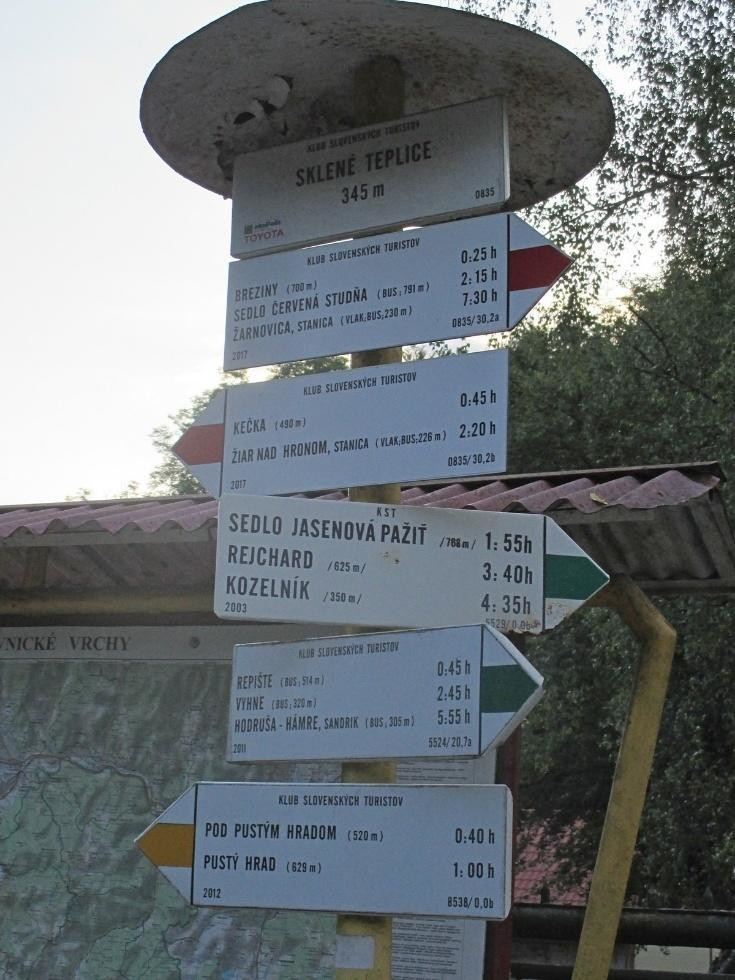 KLUB SLOVENSKÝCH TURISTOV
SKLENÉ TEPLICE
345 m
TOYOTA
0835
KLUB SLOVENSKÝCH TURISTOV
BREZINY (700 m) 0:25 h
SEDLO ČERVENÁ STUDŇA (BUS; 791 m) 2:15 h
ŽARNOVICA, STANICA (VLAK;BUS;230 m) 7:30 h
2017 0835/30,2a
KLUB SLOVENSKÝCH TURISTOV
KEČKA (490 m) 0:45 h
ŽIAR NAD HRONOM, STANICA (VLAK;BUS;226 m) 2:20 h
2017 0835/30,2b
KST
SEDLO JASENOVÁ PAŽIŤ /768 m/ 1:55h
REJCHARD /625 m/ 3:40h
KOZELNÍK /350 m/ 4:35h
2003 5529/0,0b
VNICKÉ VRCHY
KLUB SLOVENSKÝCH TURISTOV
REPIŠTE (BUS; 514 m) 0:45 h
VYHNE (BUS; 320 m) 2:45 h
HODRUŠA - HÁMRE, SANDRIK (BUS; 305 m) 5:55 h
2011 5524/20,7a
KLUB SLOVENSKÝCH TURISTOV
POD PUSTÝM HRADOM (520 m) 0:40 h
PUSTÝ HRAD (629 m) 1:00 h
2012 8538/0,0b